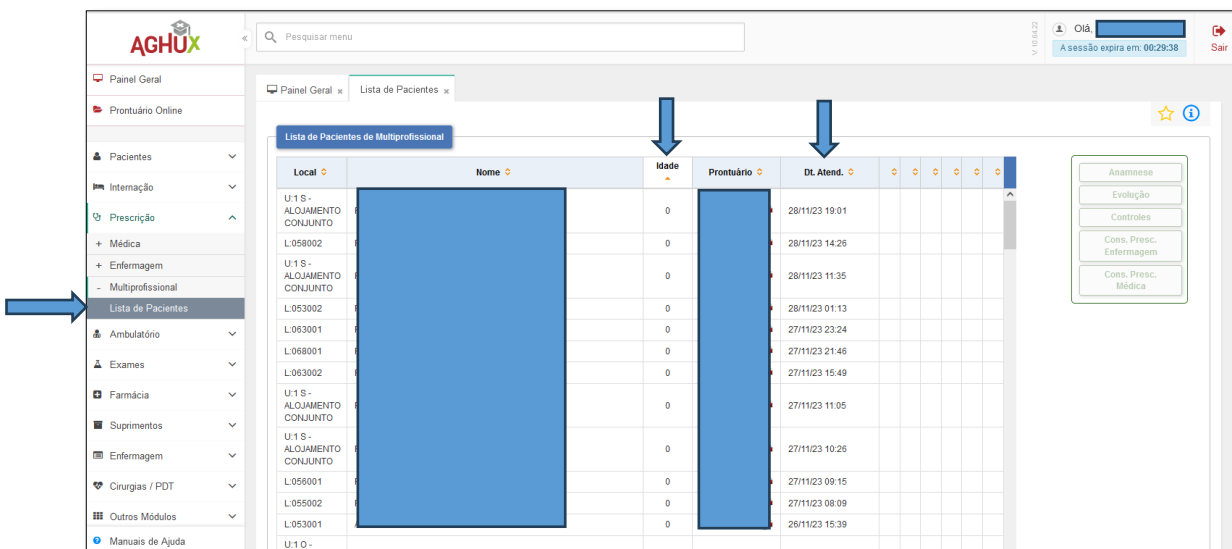 AGHUX
«
Pesquisar menu
V. 10.64.22
Olá,
A sessão expira em: 00:29:38
Sair
Painel Geral
Prontuário Online
Pacientes
Internação
Prescrição
+ Médica
+ Enfermagem
- Multiprofissional
Lista de Pacientes
Ambulatório
Exames
Farmácia
Suprimentos
Enfermagem
Cirurgias / PDT
Outros Módulos
Manuais de Ajuda
Painel Geral × Lista de Pacientes ×
Lista de Pacientes de Multiprofissional
Local Nome Idade Prontuário Dt. Atend.
U:1 S -
ALOJAMENTO 0 28/11/23 19:01
CONJUNTO
L:058002 0 28/11/23 14:26
U:1 S -
ALOJAMENTO 0 28/11/23 11:35
CONJUNTO
L:053002 0 28/11/23 01:13
L:063001 0 27/11/23 23:24
L:068001 0 27/11/23 21:46
L:063002 0 27/11/23 15:49
U:1 S -
ALOJAMENTO 0 27/11/23 11:05
CONJUNTO
U:1 S -
ALOJAMENTO 0 27/11/23 10:26
CONJUNTO
L:056001 0 27/11/23 09:15
L:055002 0 27/11/23 08:09
L:053001 0 26/11/23 15:39
U:1 O -
Anamnese
Evolução
Controles
Cons. Presc.
Enfermagem
Cons. Presc.
Médica